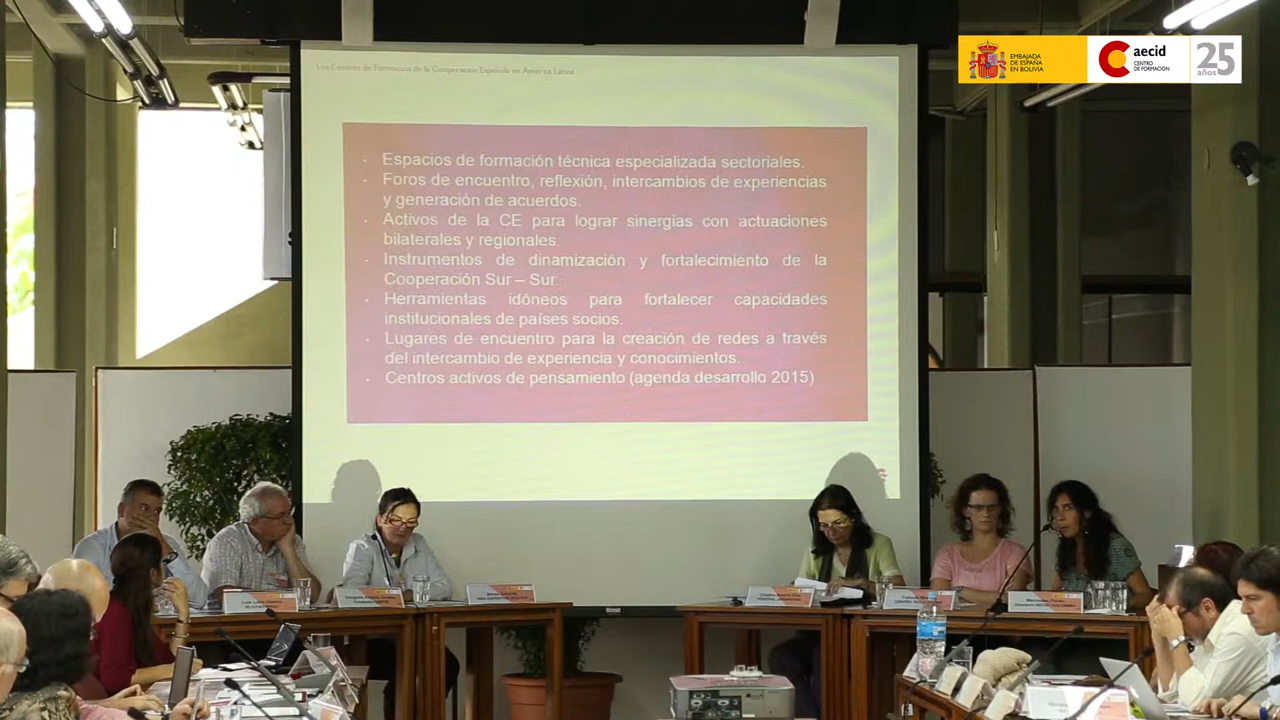 Los Centros de Formación de la Cooperación Española en América Latina
EMBAJADA
DE ESPAÑA
EN BOLIVIA
aecid
CENTRO
DE FORMACIÓN
25
años
- Espacios de formación técnica especializada sectoriales.
- Foros de encuentro, reflexión, intercambios de experiencias
y generación de acuerdos.
- Activos de la CE para lograr sinergias con actuaciones
bilaterales y regionales.
- Instrumentos de dinamización y fortalecimiento de la
Cooperación Sur – Sur.
- Herramientas idóneos para fortalecer capacidades
institucionales de países socios.
- Lugares de encuentro para la creación de redes a través
del intercambio de experiencia y conocimientos.
- Centros activos de pensamiento (agenda desarrollo 2015)